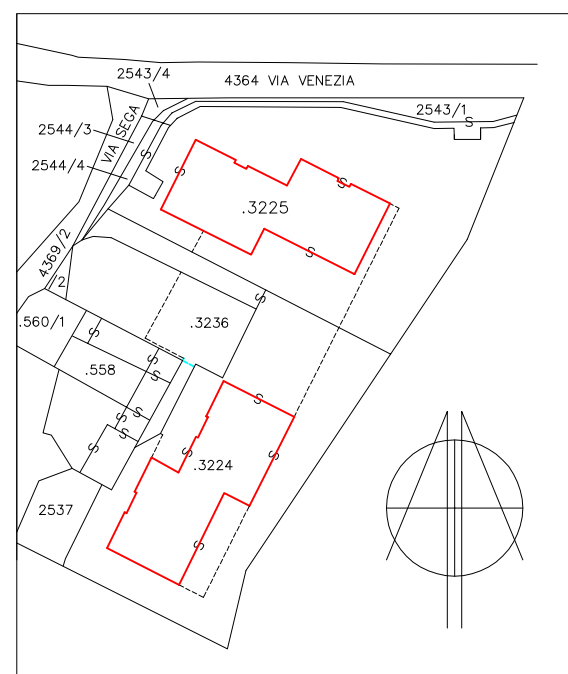 2543/4
4364 VIA VENEZIA
2543/1
S
2544/3
VIA SEGA
S
2544/4
S
S
.3225
S
4369/2
/2
S
.560/1
.3236
S
S
.558
S
S
S
S
S
S
S
.3224
S
2537
S